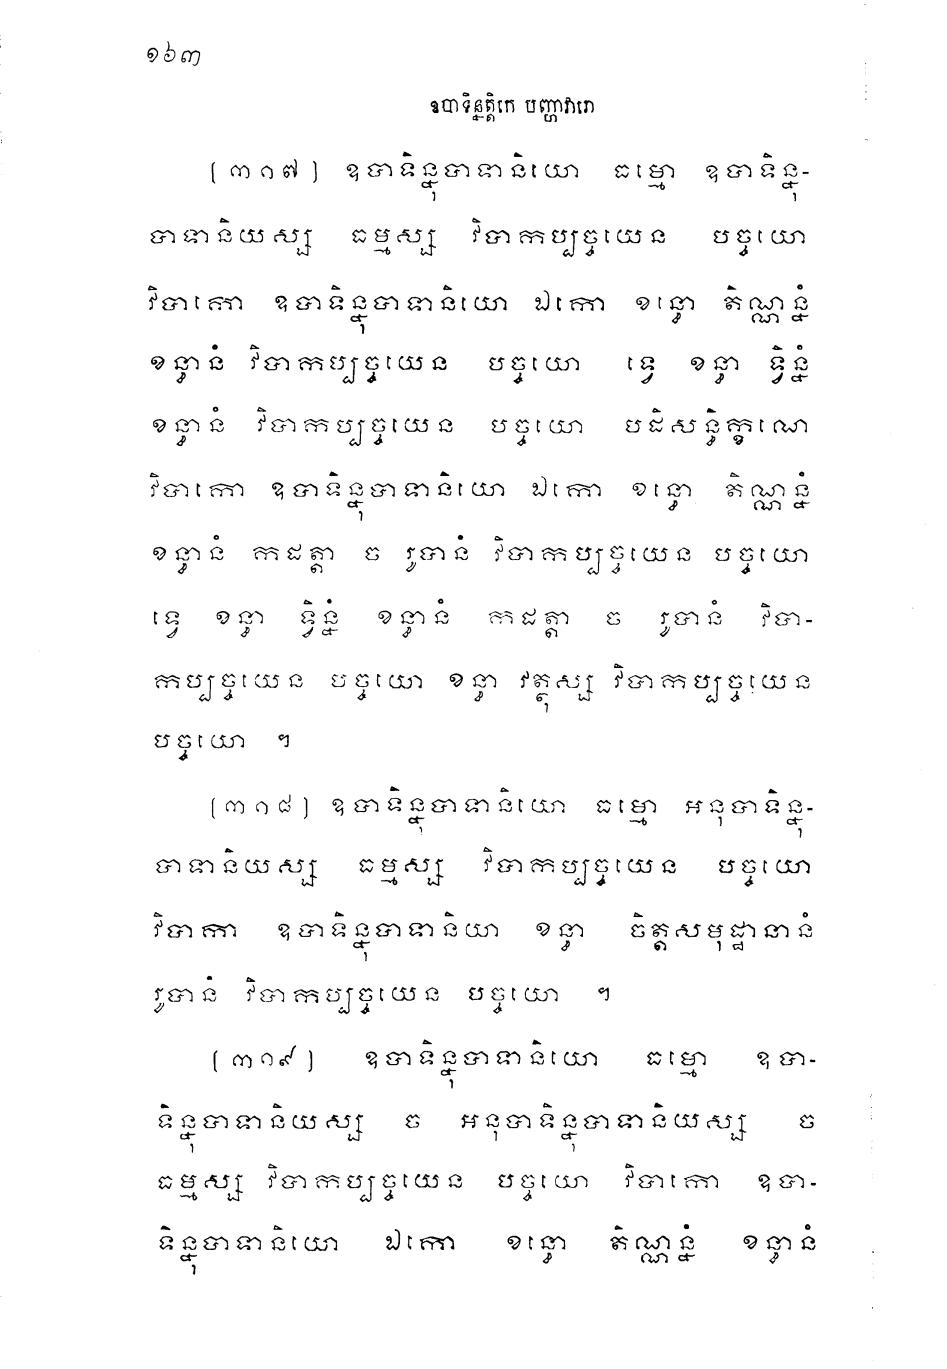 ១៦៣
ឧបាទិន្នត្តិកេ បញ្ហាវារោ
[៣១៧] ឧបាទិន្នុបាទានិយោ ធម្មោ ឧបាទិន្នុ-
បាទានិយស្ស ធម្មស្ស វិបាកប្បច្ចយេន បច្ចយោ
វិបាកោ ឧបាទិន្នុបាទានិយោ ឯកោ ខន្ធោ តិណ្ណន្នំ
ខន្ធានំ វិបាកប្បច្ចយេន បច្ចយោ ទ្វេ ខន្ធា ទ្វិន្នំ
ខន្ធានំ វិបាកប្បច្ចយេន បច្ចយោ បដិសន្ធិក្ខណេ
វិបាកោ ឧបាទិន្នុបាទានិយោ ឯកោ ខន្ធោ តិណ្ណន្នំ
ខន្ធានំ កដត្តា ច រូបានំ វិបាកប្បច្ចយេន បច្ចយោ
ទ្វេ ខន្ធា ទ្វិន្នំ ខន្ធានំ កដត្តា ច រូបានំ វិបា-
កប្បច្ចយេន បច្ចយោ ខន្ធា វត្ថុស្ស វិបាកប្បច្ចយេន
បច្ចយោ ។
[៣១៨] ឧបាទិន្នុបាទានិយោ ធម្មោ អនុបាទិន្នុ-
បាទានិយស្ស ធម្មស្ស វិបាកប្បច្ចយេន បច្ចយោ
វិបាកា ឧបាទិន្នុបាទានិយា ខន្ធា ចិត្តសមុដ្ឋានានំ
រូបានំ វិបាកប្បច្ចយេន បច្ចយោ ។
[៣១៩] ឧបាទិន្នុបាទានិយោ ធម្មោ ឧបា-
ទិន្នុបាទានិយស្ស ច អនុបាទិន្នុបាទានិយស្ស ច
ធម្មស្ស វិបាកប្បច្ចយេន បច្ចយោ វិបាកោ ឧបា-
ទិន្នុបាទានិយោ ឯកោ ខន្ធោ តិណ្ណន្នំ ខន្ធានំ